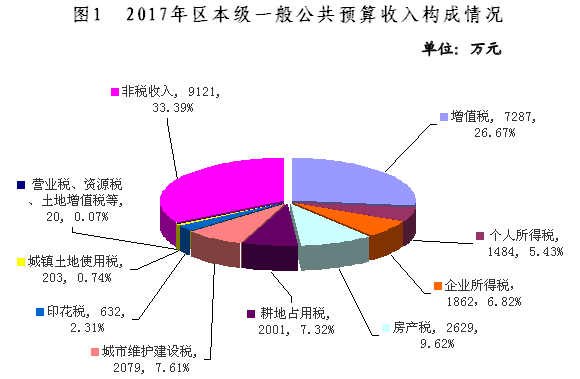 图1 2017年区本级一般公共预算收入构成情况
单位：万元
非税收入, 9121,
33.39%
增值税, 7287,
26.67%
营业税、资源税
、土地增值税等,
20, 0.07%
个人所得税,
1484, 5.43%
城镇土地使用税,
203, 0.74%
企业所得税,
1862, 6.82%
印花税, 632,
2.31%
耕地占用税,
2001, 7.32%
房产税, 2629,
9.62%
城市维护建设税,
2079, 7.61%